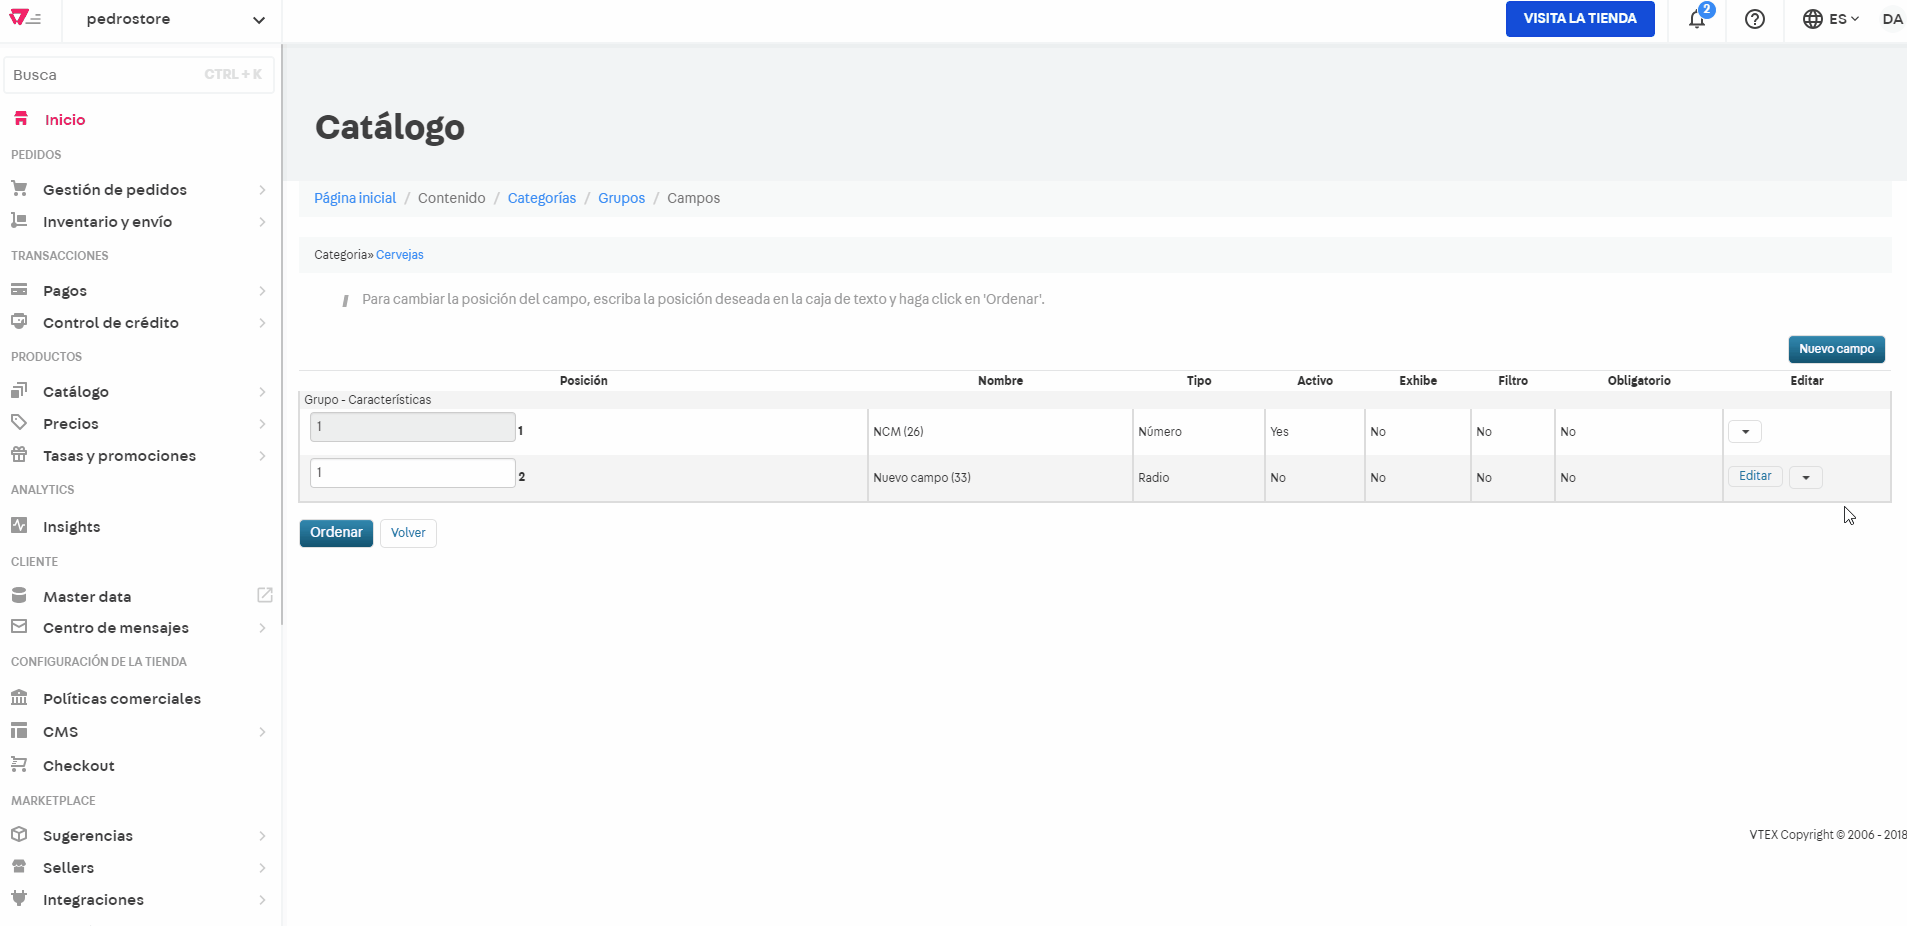 pedrostore
VISITA LA TIENDA
2
ES
DA
Busca
CTRL + K
Inicio
PEDIDOS
Gestión de pedidos
Inventario y envío
TRANSACCIONES
Pagos
Control de crédito
PRODUCTOS
Catálogo
Precios
Tasas y promociones
ANALYTICS
Insights
CLIENTE
Master data
Centro de mensajes
CONFIGURACIÓN DE LA TIENDA
Políticas comerciales
CMS
Checkout
MARKETPLACE
Sugerencias
Sellers
Integraciones
Catálogo
Página inicial / Contenido / Categorías / Grupos / Campos
Categoria» Cervejas
Para cambiar la posición del campo, escriba la posición deseada en la caja de texto y haga click en 'Ordenar'.
Nuevo campo
Posición Nombre Tipo Activo Exhibe Filtro Obligatorio Editar
Grupo - Características
1 1 NCM (26) Número Yes No No No
1 2 Nuevo campo (33) Radio No No No No Editar
Ordenar Volver
VTEX Copyright © 2006 - 2018